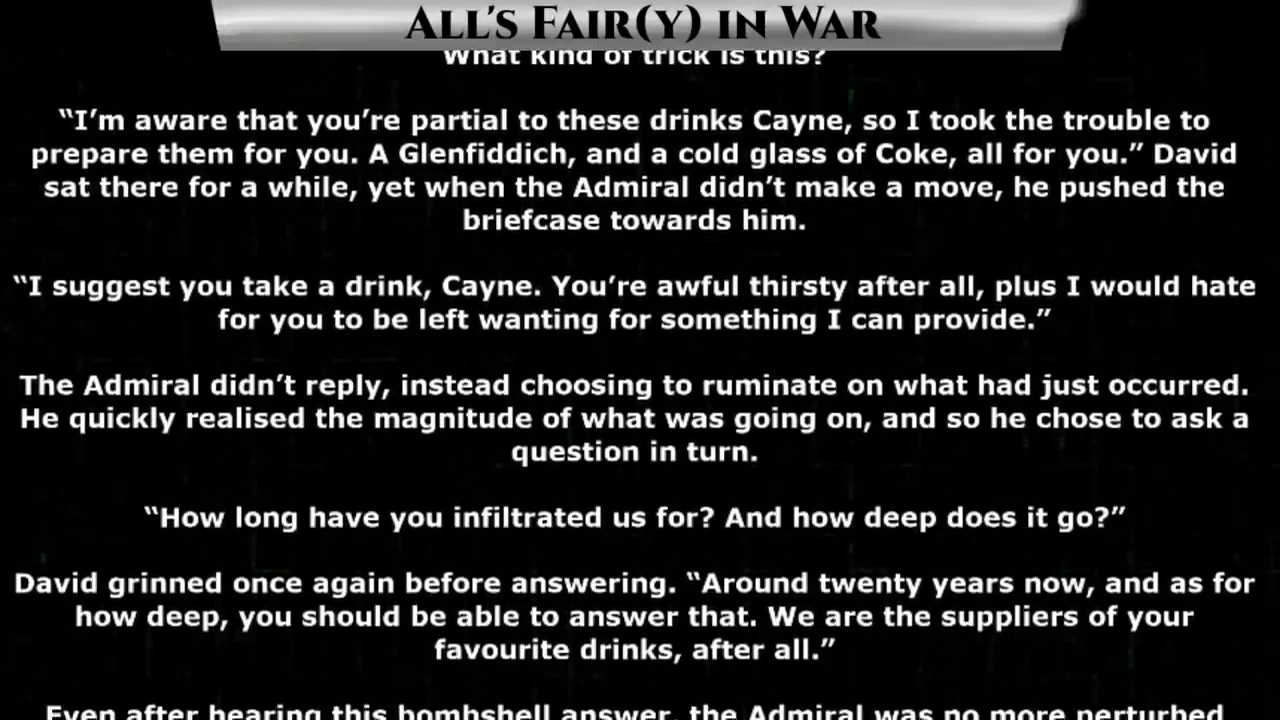 ALL'S FAIR(Y) IN WAR
What kind of trick is this?
“I’m aware that you’re partial to these drinks Cayne, so I took the trouble to
prepare them for you. A Glenfiddich, and a cold glass of Coke, all for you.” David
sat there for a while, yet when the Admiral didn’t make a move, he pushed the
briefcase towards him.
“I suggest you take a drink, Cayne. You’re awful thirsty after all, plus I would hate
for you to be left wanting for something I can provide.”
The Admiral didn’t reply, instead choosing to ruminate on what had just occurred.
He quickly realised the magnitude of what was going on, and so he chose to ask a
question in turn.
“How long have you infiltrated us for? And how deep does it go?”
David grinned once again before answering. “Around twenty years now, and as for
how deep, you should be able to answer that. We are the suppliers of your
favourite drinks, after all.”
Even after hearing this bombshell answer, the Admiral was no more perturbed